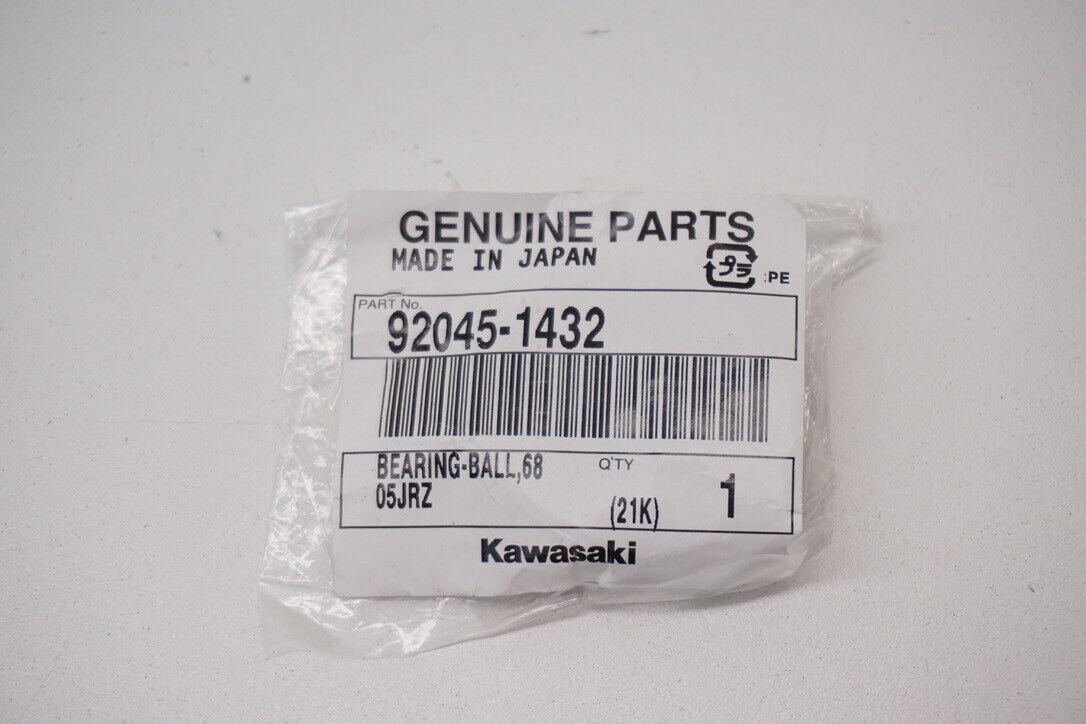 GENUINE PARTS
MADE IN JAPAN
プラ :PE
PART No.
92045-1432
BEARING-BALL,68
05JRZ
Q'TY
(21K) 1
Kawasaki